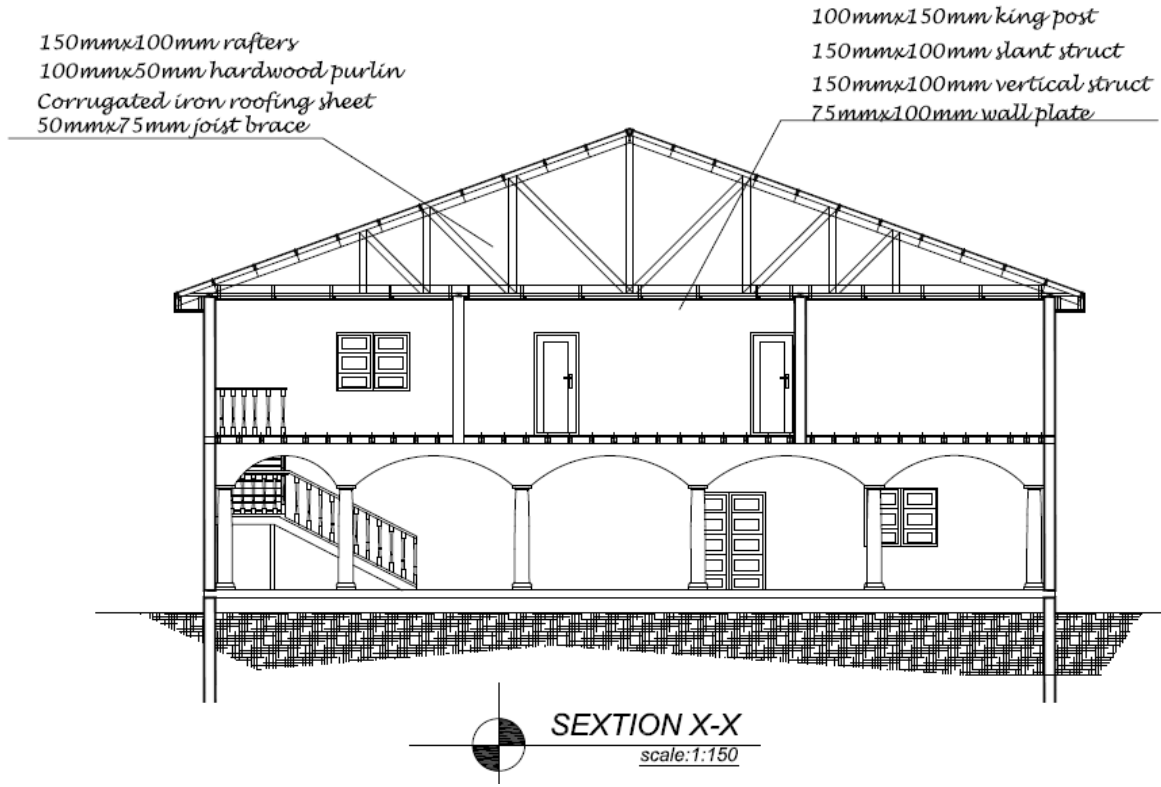 150mmx100mm rafters
100mmx50mm hardwood purlin
Corrugated iron roofing sheet
50mmx75mm joist brace
100mmx150mm king post
150mmx100mm slant struct
150mmx100mm vertical struct
75mmx100mm wall plate
SEXTION X-X
scale:1:150